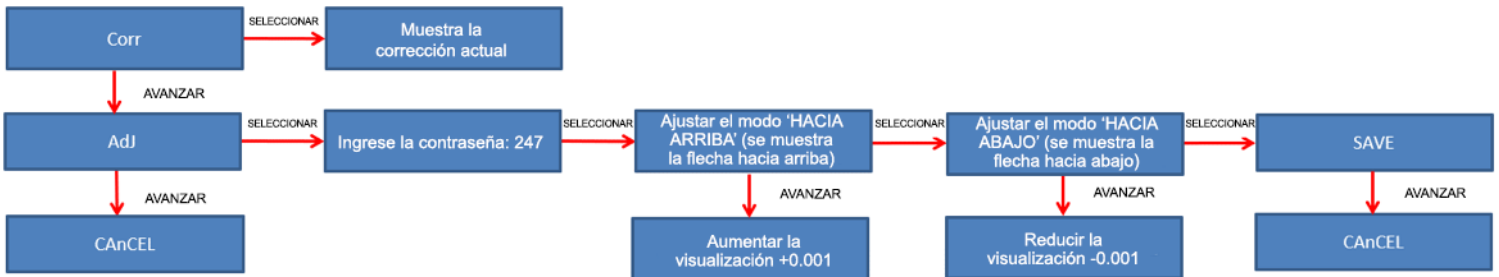 Corr
SELECCIONAR
Muestra la
corrección actual
AVANZAR
AdJ
SELECCIONAR
Ingrese la contraseña: 247
SELECCIONAR
Ajustar el modo ‘HACIA
ARRIBA’ (se muestra
la flecha hacia arriba)
SELECCIONAR
Ajustar el modo ‘HACIA
ABAJO’ (se muestra la
flecha hacia abajo)
SELECCIONAR
SAVE
AVANZAR
AVANZAR
AVANZAR
AVANZAR
CAnCEL
Aumentar la
visualización +0.001
Reducir la
visualización -0.001
CAnCEL